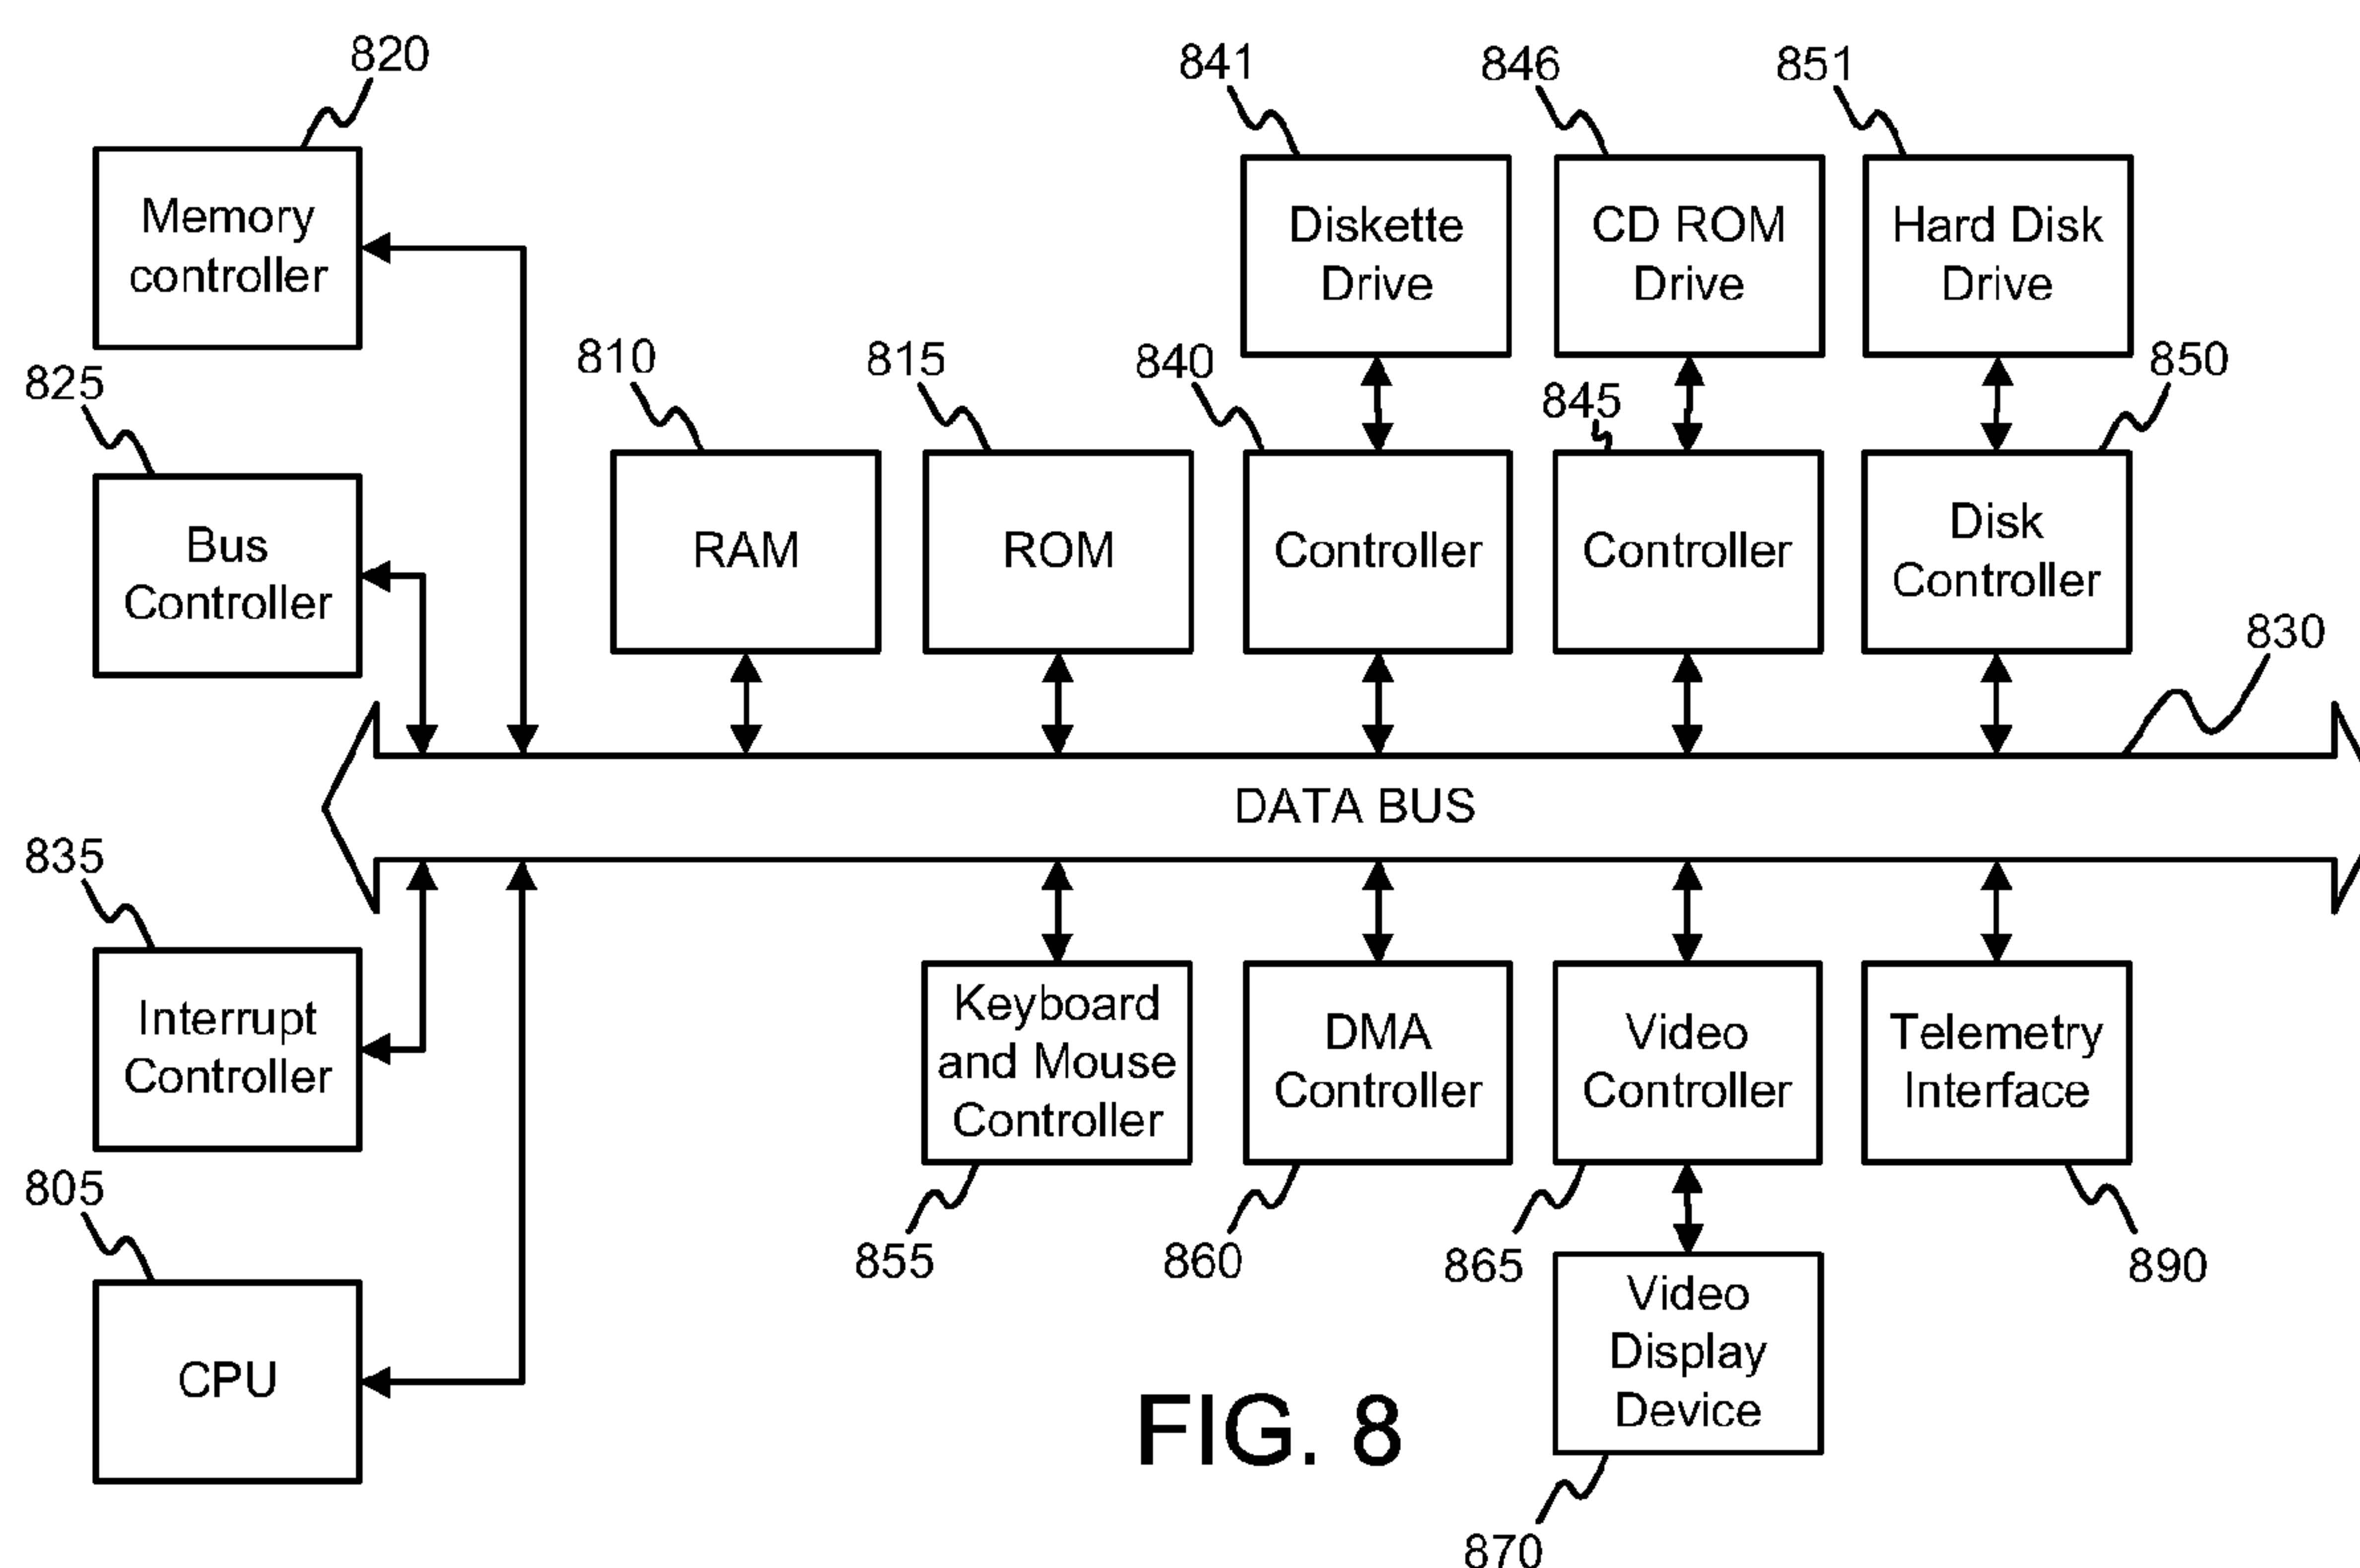 820
841
846
851
Memory
controller
Diskette
Drive
CD ROM
Drive
Hard Disk
Drive
825
810
815
840
845
850
Bus
Controller
RAM
ROM
Controller
Controller
Disk
Controller
830
DATA BUS
835
Interrupt
Controller
Keyboard
and Mouse
Controller
DMA
Controller
Video
Controller
Telemetry
Interface
805
855
860
865
890
CPU
Video
Display
Device
FIG. 8
870